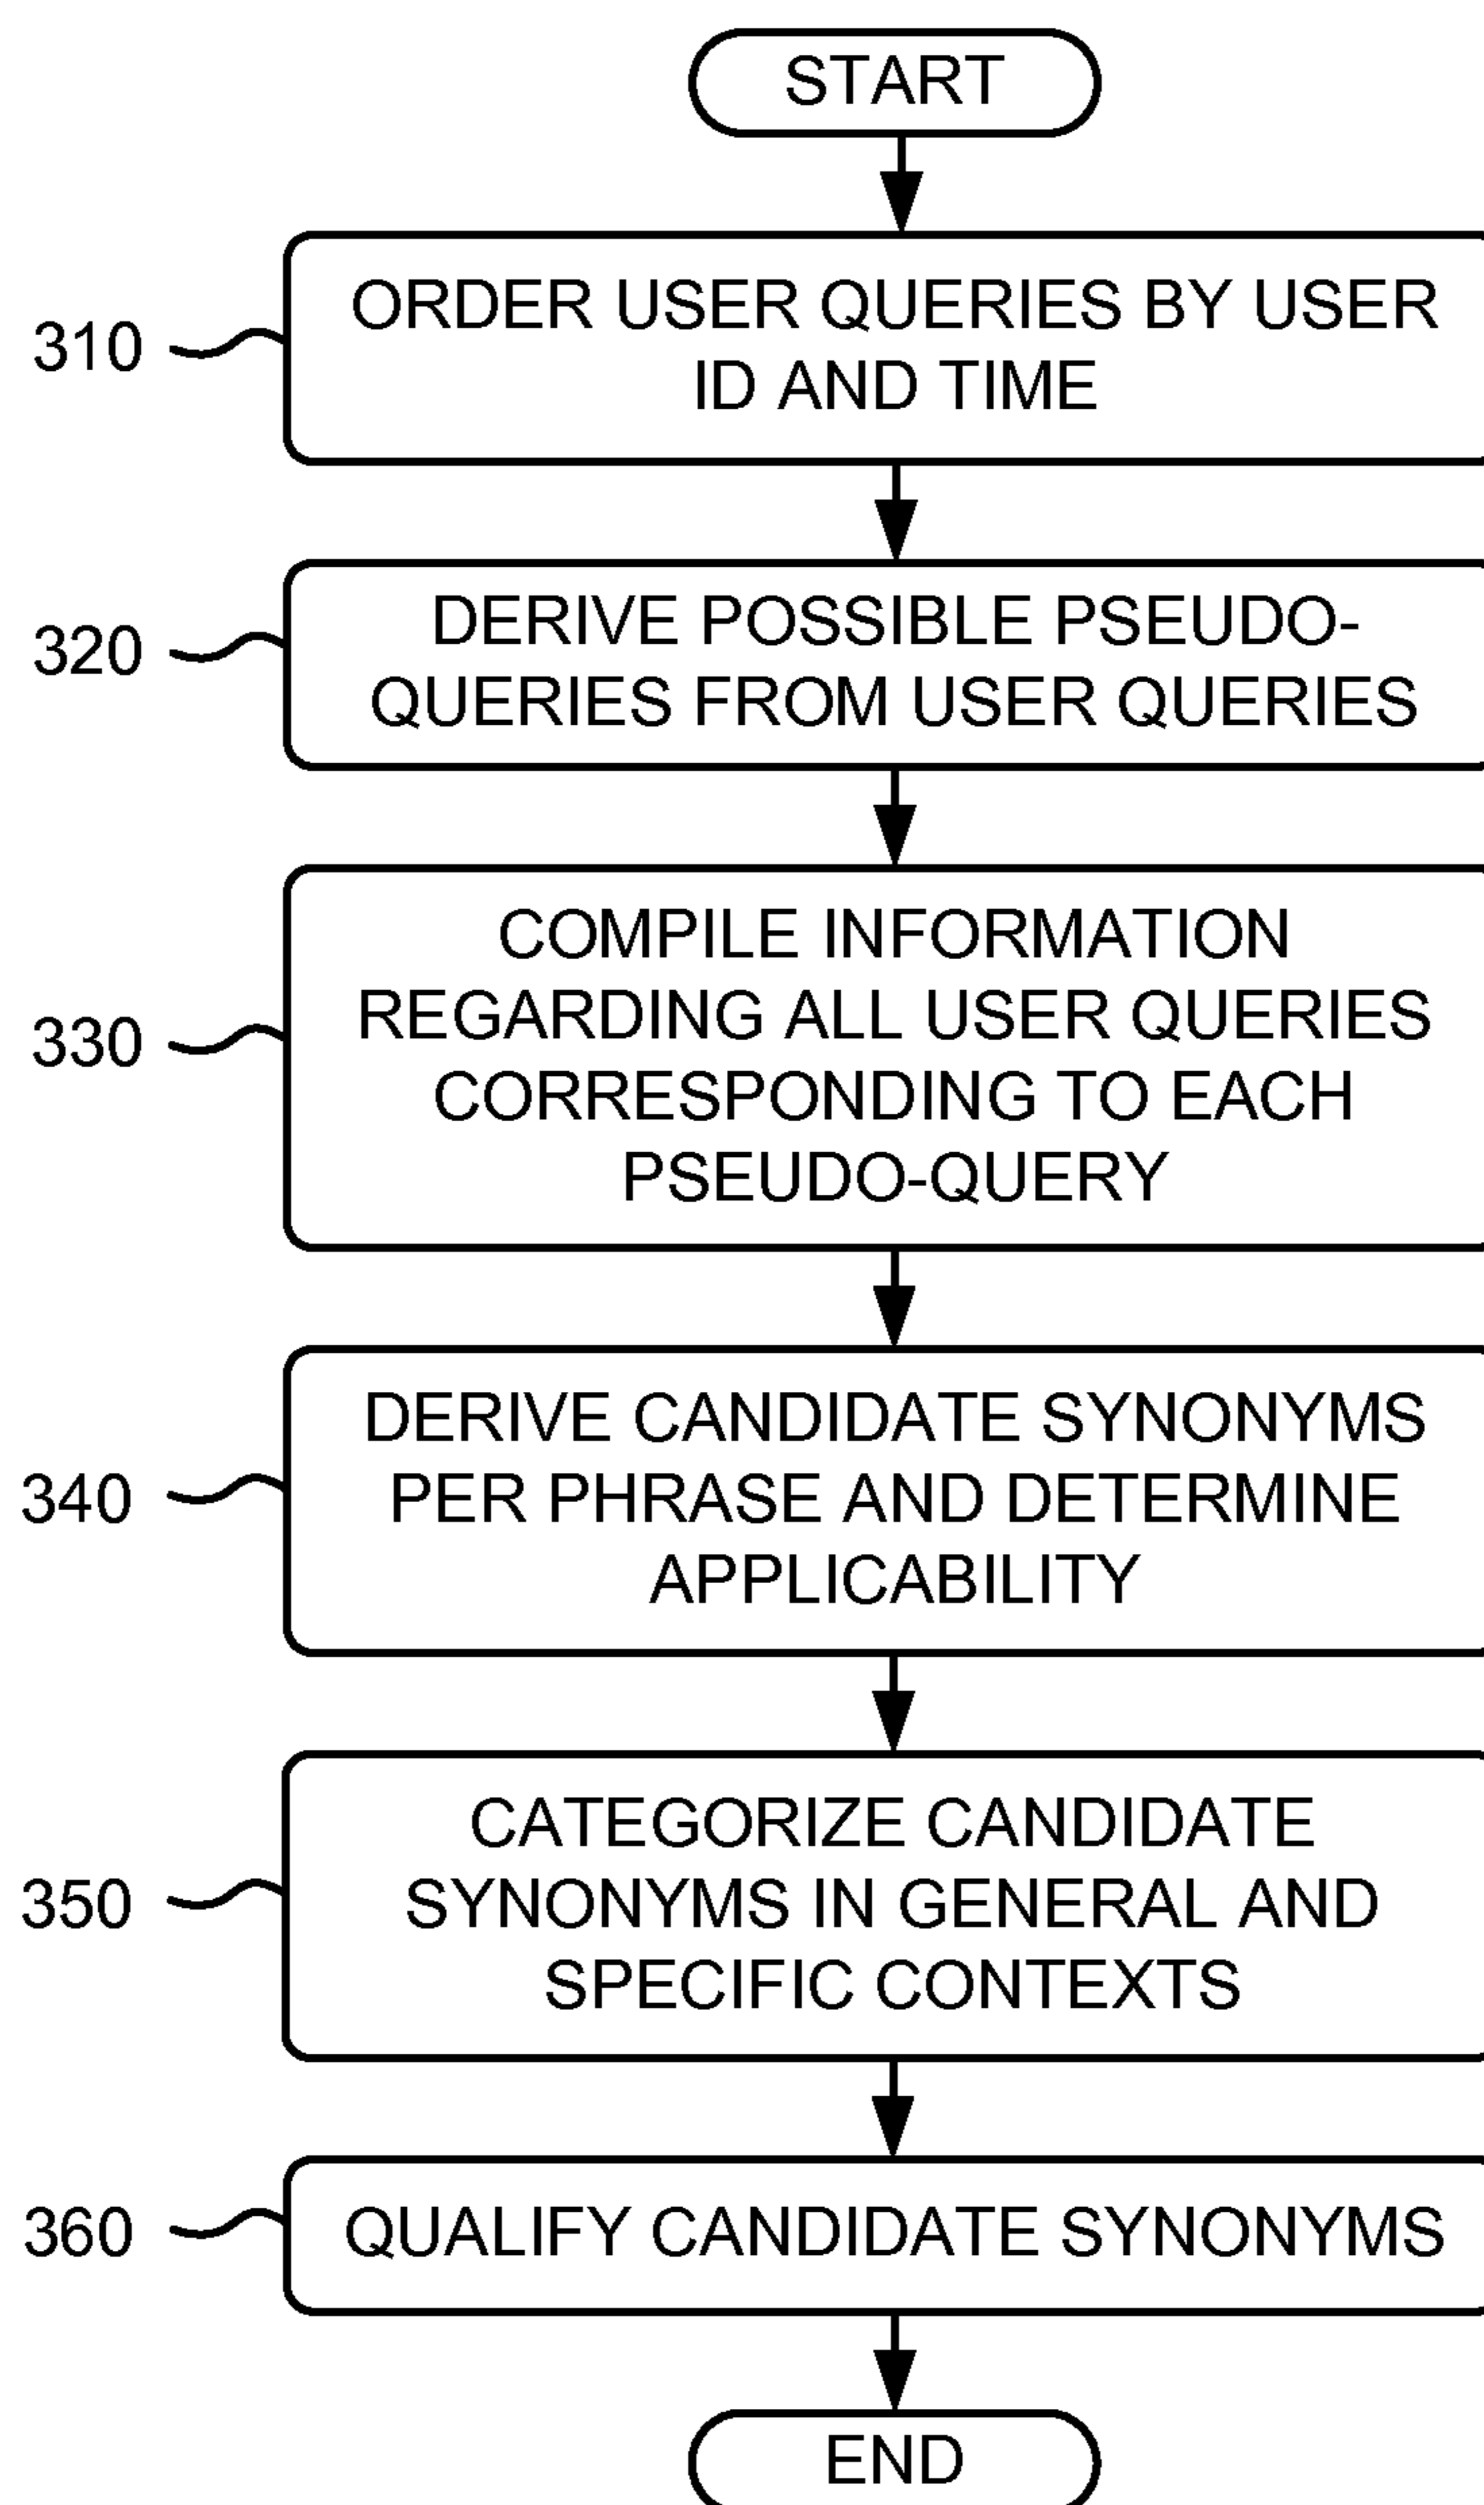 START
310
ORDER USER QUERIES BY USER
ID AND TIME
320
DERIVE POSSIBLE PSEUDO-
QUERIES FROM USER QUERIES
330
COMPILE INFORMATION
REGARDING ALL USER QUERIES
CORRESPONDING TO EACH
PSEUDO-QUERY
340
DERIVE CANDIDATE SYNONYMS
PER PHRASE AND DETERMINE
APPLICABILITY
350
CATEGORIZE CANDIDATE
SYNONYMS IN GENERAL AND
SPECIFIC CONTEXTS
360
QUALIFY CANDIDATE SYNONYMS
END